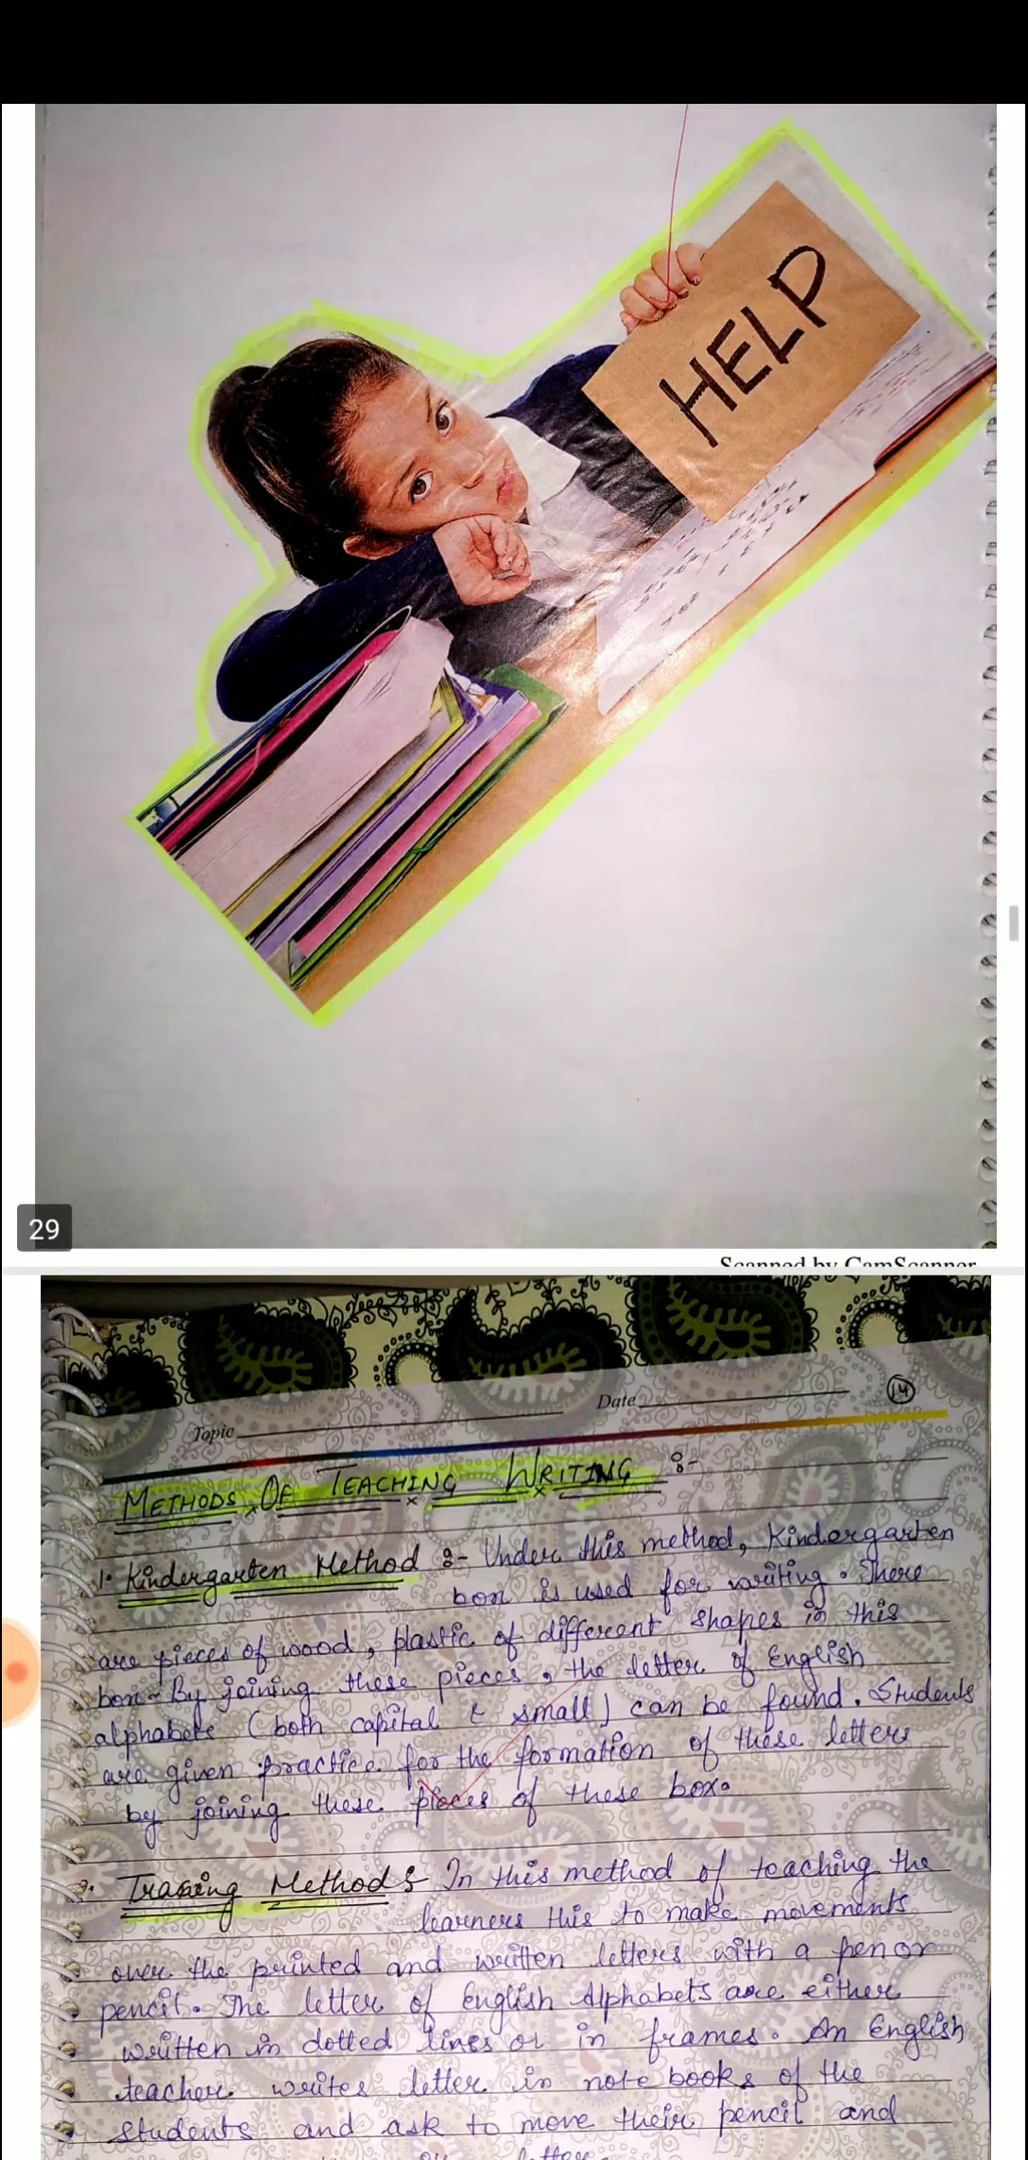 HELP
29
Scanned by CamScanner
14
Date
Topic
METHODS OF TEACHING WRITING :-
1. Kindergarten Method :- Under this method, Kindergarten
box is used for writing. There
are pieces of wood, plastic of different shapes in this
box. By joining these pieces, the letter of English
alphabets (both capital & small) can be found. Students
are given practice for the formation of these letters
by joining these pieces of these box.
2. Tracing Method :- In this method of teaching the
learners this to make movements
over the printed and written letters with a pen or
pencil. The letter of English Alphabets are either
written in dotted lines or in frames. An English
teacher writes letter in note books of the
students and ask to move their pencil and
letter